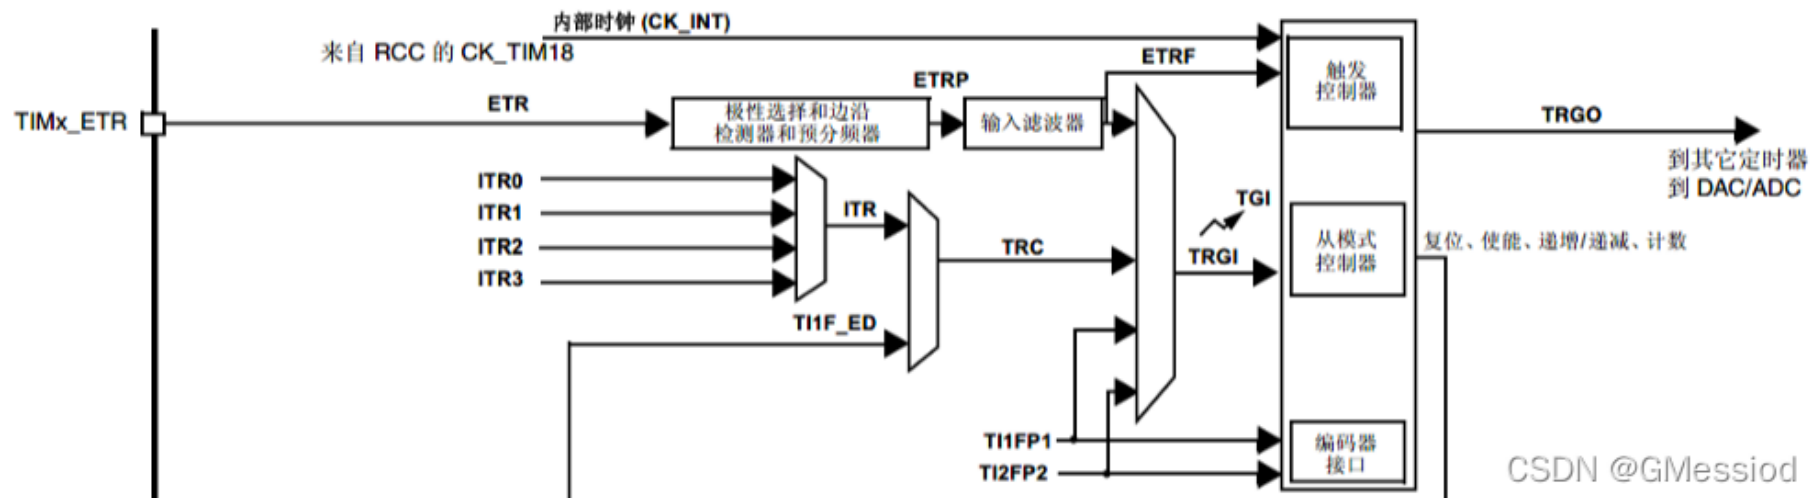 内部时钟 (CK_INT)
来自 RCC 的 CK_TIM18
ETRF
触发
控制器
ETRP
TIMx_ETR
ETR
极性选择和边沿
检测器和预分频器
输入滤波器
TRGO
到其它定时器
到 DAC/ADC
ITR0
ITR1
ITR2
ITR3
ITR
TRC
TGI
TRGI
从模式
控制器
复位、使能、递增/递减、计数
TI1F_ED
TI1FP1
TI2FP2
编码器
接口
CSDN @GMessiod